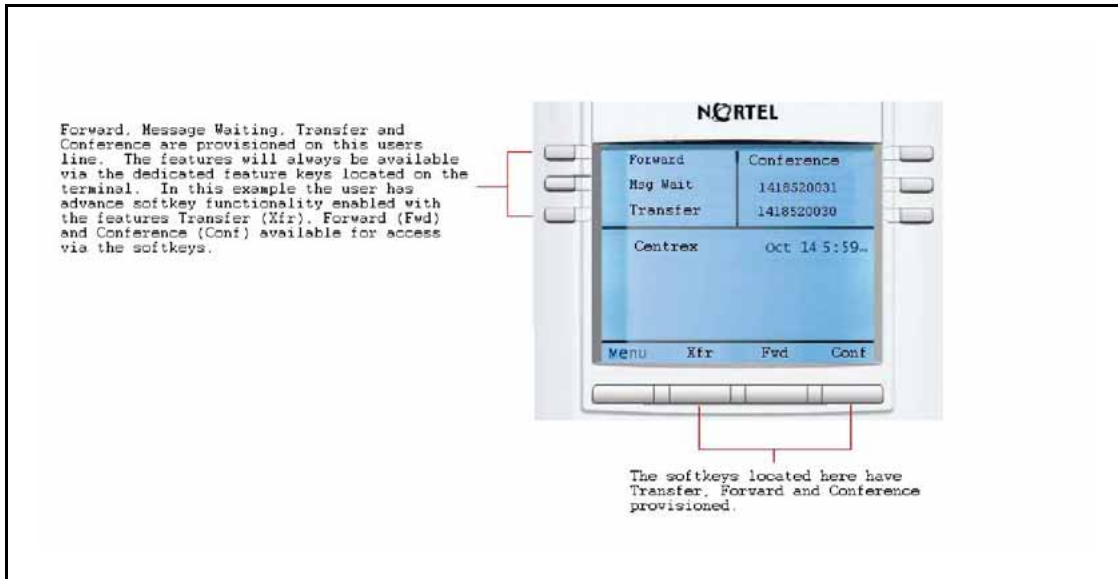 Forward, Message Waiting, Transfer and
Conference are provisioned on this users
line. The features will always be available
via the dedicated feature keys located on the
terminal. In this example the user has
advance softkey functionality enabled with
the features Transfer (Xfr), Forward (Fwd)
and Conference (Conf) available for access
via the softkeys.
NORTEL
Forward Conference
Msg Wait 1418520031
Transfer 1418520030
Centrex Oct 14 5:59…
Menu Xfr Fwd Conf
The softkeys located here have
Transfer, Forward and Conference
provisioned.